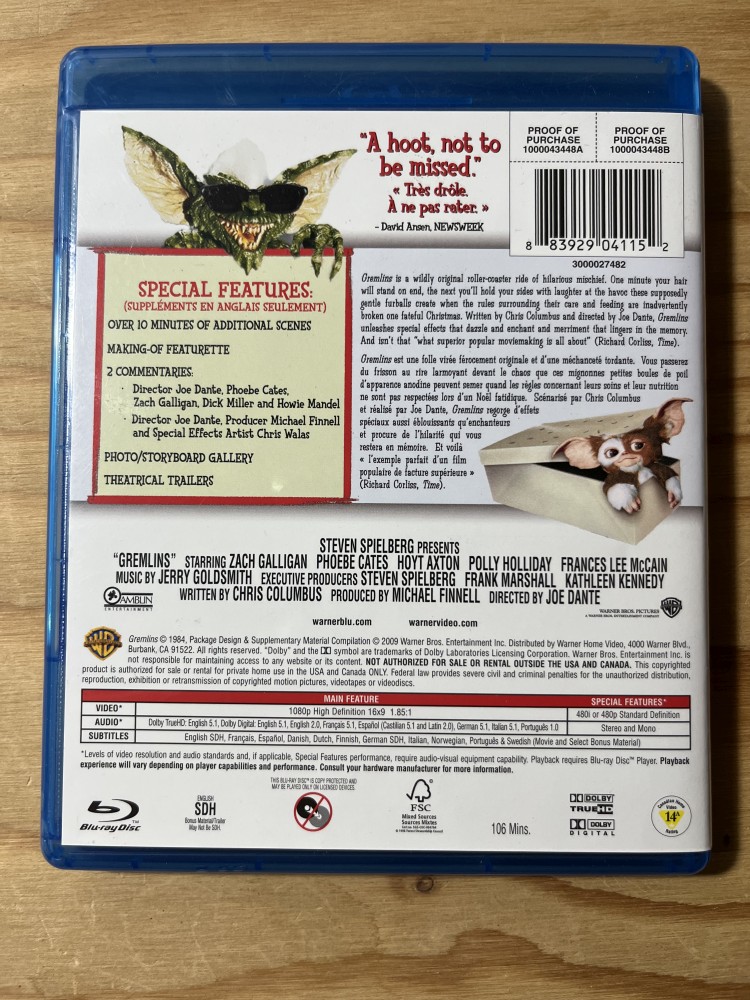 "A hoot, not to
be missed."
« Très drôle.
À ne pas rater. »
- David Ansen, NEWSWEEK
PROOF OF
PURCHASE
1000043448A
PROOF OF
PURCHASE
1000043448B
8 83929 04115 2
3000027482
SPECIAL FEATURES:
(SUPPLÉMENTS EN ANGLAIS SEULEMENT)
OVER 10 MINUTES OF ADDITIONAL SCENES
MAKING-OF FEATURETTE
2 COMMENTARIES:
· Director Joe Dante, Phoebe Cates,
Zach Galligan, Dick Miller and Howie Mandel
· Director Joe Dante, Producer Michael Finnell
and Special Effects Artist Chris Walas
PHOTO/STORYBOARD GALLERY
THEATRICAL TRAILERS
Gremlins is a wildly original roller-coaster ride of hilarious mischief. One minute your hair
will stand on end, the next you'll hold your sides with laughter at the havoc these supposedly
gentle furballs create when the rules surrounding their care and feeding are inadvertently
broken one fateful Christmas. Written by Chris Columbus and directed by Joe Dante, Gremlins
unleashes special effects that dazzle and enchant and merriment that lingers in the memory.
And isn't that "what superior popular moviemaking is all about" (Richard Corliss, Time).
Gremlins est une folle virée férocement originale et d'une méchanceté tordante. Vous passerez
du frisson au rire larmoyant devant le chaos que ces mignonnes petites boules de poil
d'apparence anodine peuvent semer quand les règles concernant leurs soins et leur nutrition
ne sont pas respectées lors d'un Noël fatidique. Scénarisé par Chris Columbus
et réalisé par Joe Dante, Gremlins regorge d'effets
spéciaux aussi éblouissants qu'enchanteurs
et procure de l'hilarité qui vous
restera en mémoire. Et voilà
« l'exemple parfait d'un film
populaire de facture supérieure »
(Richard Corliss, Time).
STEVEN SPIELBERG PRESENTS
"GREMLINS" STARRING ZACH GALLIGAN PHOEBE CATES HOYT AXTON POLLY HOLLIDAY FRANCES LEE McCAIN
MUSIC BY JERRY GOLDSMITH EXECUTIVE PRODUCERS STEVEN SPIELBERG FRANK MARSHALL KATHLEEN KENNEDY
WRITTEN BY CHRIS COLUMBUS PRODUCED BY MICHAEL FINNELL DIRECTED BY JOE DANTE
AMBLIN
ENTERTAINMENT
WARNER BROS. PICTURES
A WARNER BROS. ENTERTAINMENT COMPANY
warnerblu.com warnervideo.com
Gremlins © 1984, Package Design & Supplementary Material Compilation © 2009 Warner Bros. Entertainment Inc. Distributed by Warner Home Video, 4000 Warner Blvd.,
Burbank, CA 91522. All rights reserved. "Dolby" and the DD symbol are trademarks of Dolby Laboratories Licensing Corporation. Warner Bros. Entertainment Inc. is
not responsible for maintaining access to any website or its content. NOT AUTHORIZED FOR SALE OR RENTAL OUTSIDE THE USA AND CANADA. This copyrighted
product is authorized for sale or rental for private home use in the USA and Canada ONLY. Federal law provides severe civil and criminal penalties for the unauthorized distribution,
reproduction, exhibition or retransmission of copyrighted motion pictures, videotapes or videodiscs.
MAIN FEATURE SPECIAL FEATURES*
VIDEO* 1080p High Definition 16x9 1.85:1 480i or 480p Standard Definition
AUDIO* Dolby TrueHD: English 5.1, Dolby Digital: English 5.1, English 2.0, Français 5.1, Español (Castilian 5.1 and Latin 2.0), German 5.1, Italian 5.1, Português 1.0 Stereo and Mono
SUBTITLES English SDH, Français, Español, Danish, Dutch, Finnish, German SDH, Italian, Norwegian, Português & Swedish (Movie and Select Bonus Material)
*Levels of video resolution and audio standards and, if applicable, Special Features performance, require audio-visual equipment capability. Playback requires Blu-ray Disc™ Player. Playback
experience will vary depending on player capabilities and performance. Consult your hardware manufacturer for more information.
Blu-ray Disc™
ENGLISH
SDH
Bonus Material/Trailer
May Not Be SDH.
THIS BLU-RAY DISC™ IS COPY PROTECTED AND
MAY BE PLAYED ONLY ON LICENSED DEVICES.
FSC
Mixed Sources
Sources Mixtes
106 Mins.
DOLBY
TRUEHD
DOLBY
DIGITAL
Canadian Home
Video
14A
Rating